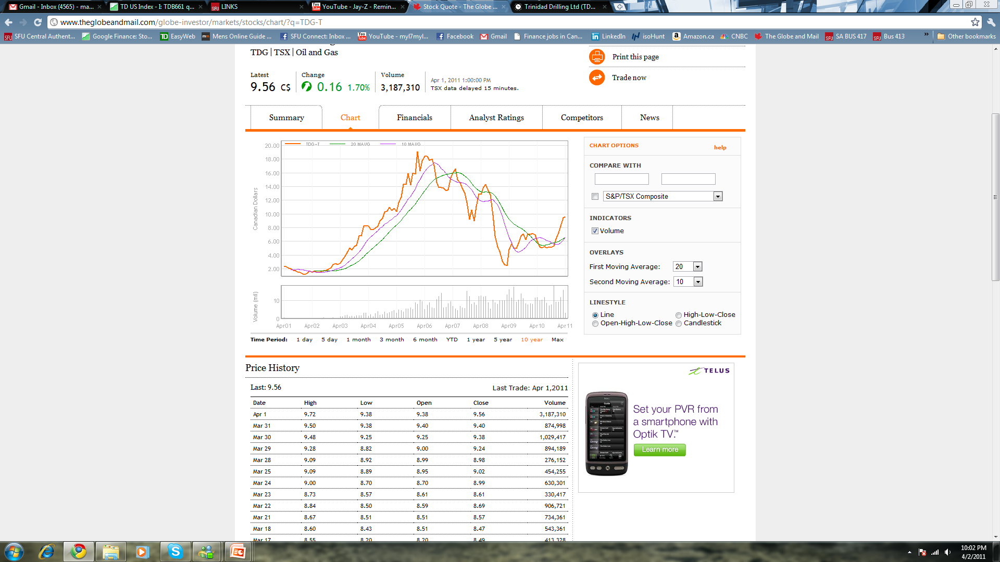 Gmail - Inbox (4565) - ma...
TD US Index - I: TDB661 q...
SFU LINKS
You Tube YouTube - Jay-Z - Remin...
Stock Quote - The Globe ...
Trinidad Drilling Ltd (TD...
www.theglobeandmail.com/globe-investor/markets/stocks/chart/?q=TDG-T
SFU SFU Central Authent...
Google Finance: Sto...
TD EasyWeb
mm Mens Online Guide ...
SFU Connect: Inbox ...
You Tube YouTube - myl7myl...
Facebook
Gmail
Finance jobs in Can...
in LinkedIn
isoHunt
a Amazon.ca
CNBC
The Globe and Mail
SFU SA BUS 417
SFU Bus 413
»
Other bookmarks
TDG | TSX | Oil and Gas
Print this page
Trade now
Latest Change Volume
9.56 C$ 0.16 1.70% 3,187,310
Apr 1, 2011 1:00:00 PM
TSX data delayed 15 minutes.
Summary Chart Financials Analyst Ratings Competitors News
TDG-T 20 MAVG 10 MAVG
Canadian Dollars
20.00
18.00
16.00
14.00
12.00
10.00
8.00
6.00
4.00
2.00
Volume (mil)
10
0
Apr01 Apr02 Apr03 Apr04 Apr05 Apr06 Apr07 Apr08 Apr09 Apr10 Apr11
Time Period: 1 day 5 day 1 month 3 month 6 month YTD 1 year 5 year 10 year Max
CHART OPTIONS help
COMPARE WITH
S&P/TSX Composite
INDICATORS
Volume
OVERLAYS
First Moving Average: 20
Second Moving Average: 10
LINESTYLE
Line High-Low-Close
Open-High-Low-Close Candlestick
Price History
Last: 9.56 Last Trade: Apr 1,2011
Date High Low Open Close Volume
Apr 1 9.72 9.38 9.38 9.56 3,187,310
Mar 31 9.50 9.38 9.40 9.40 874,998
Mar 30 9.48 9.25 9.25 9.38 1,029,417
Mar 29 9.28 8.82 9.00 9.24 894,189
Mar 28 9.09 8.92 8.99 8.98 276,152
Mar 25 9.09 8.89 8.95 9.02 454,255
Mar 24 9.00 8.70 8.70 8.99 630,301
Mar 23 8.73 8.57 8.61 8.61 330,417
Mar 22 8.84 8.50 8.59 8.69 906,721
Mar 21 8.67 8.51 8.51 8.57 734,361
Mar 18 8.60 8.43 8.51 8.47 543,361
Mar 17 8.55 8.20 8.20 8.49 413,328
TELUS
htc
Guide
Set your PVR from
a smartphone with
Optik TV.™
Learn more
10:02 PM
4/2/2011